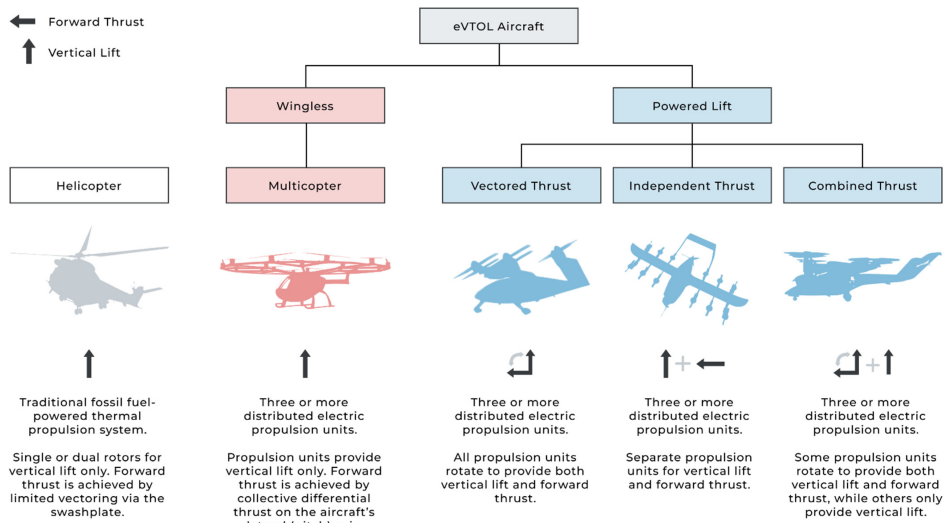 Forward Thrust
Vertical Lift
eVTOL Aircraft
Wingless
Powered Lift
Helicopter
Multicopter
Vectored Thrust
Independent Thrust
Combined Thrust
Traditional fossil fuel-
powered thermal
propulsion system.
Single or dual rotors for
vertical lift only. Forward
thrust is achieved by
limited vectoring via the
swashplate.
Three or more
distributed electric
propulsion units.
Propulsion units provide
vertical lift only. Forward
thrust is achieved by
collective differential
thrust on the aircraft's
Three or more
distributed electric
propulsion units.
All propulsion units
rotate to provide both
vertical lift and forward
thrust.
Three or more
distributed electric
propulsion units.
Separate propulsion
units for vertical lift
and forward thrust.
Three or more
distributed electric
propulsion units.
Some propulsion units
rotate to provide both
vertical lift and forward
thrust, while others only
provide vertical lift.